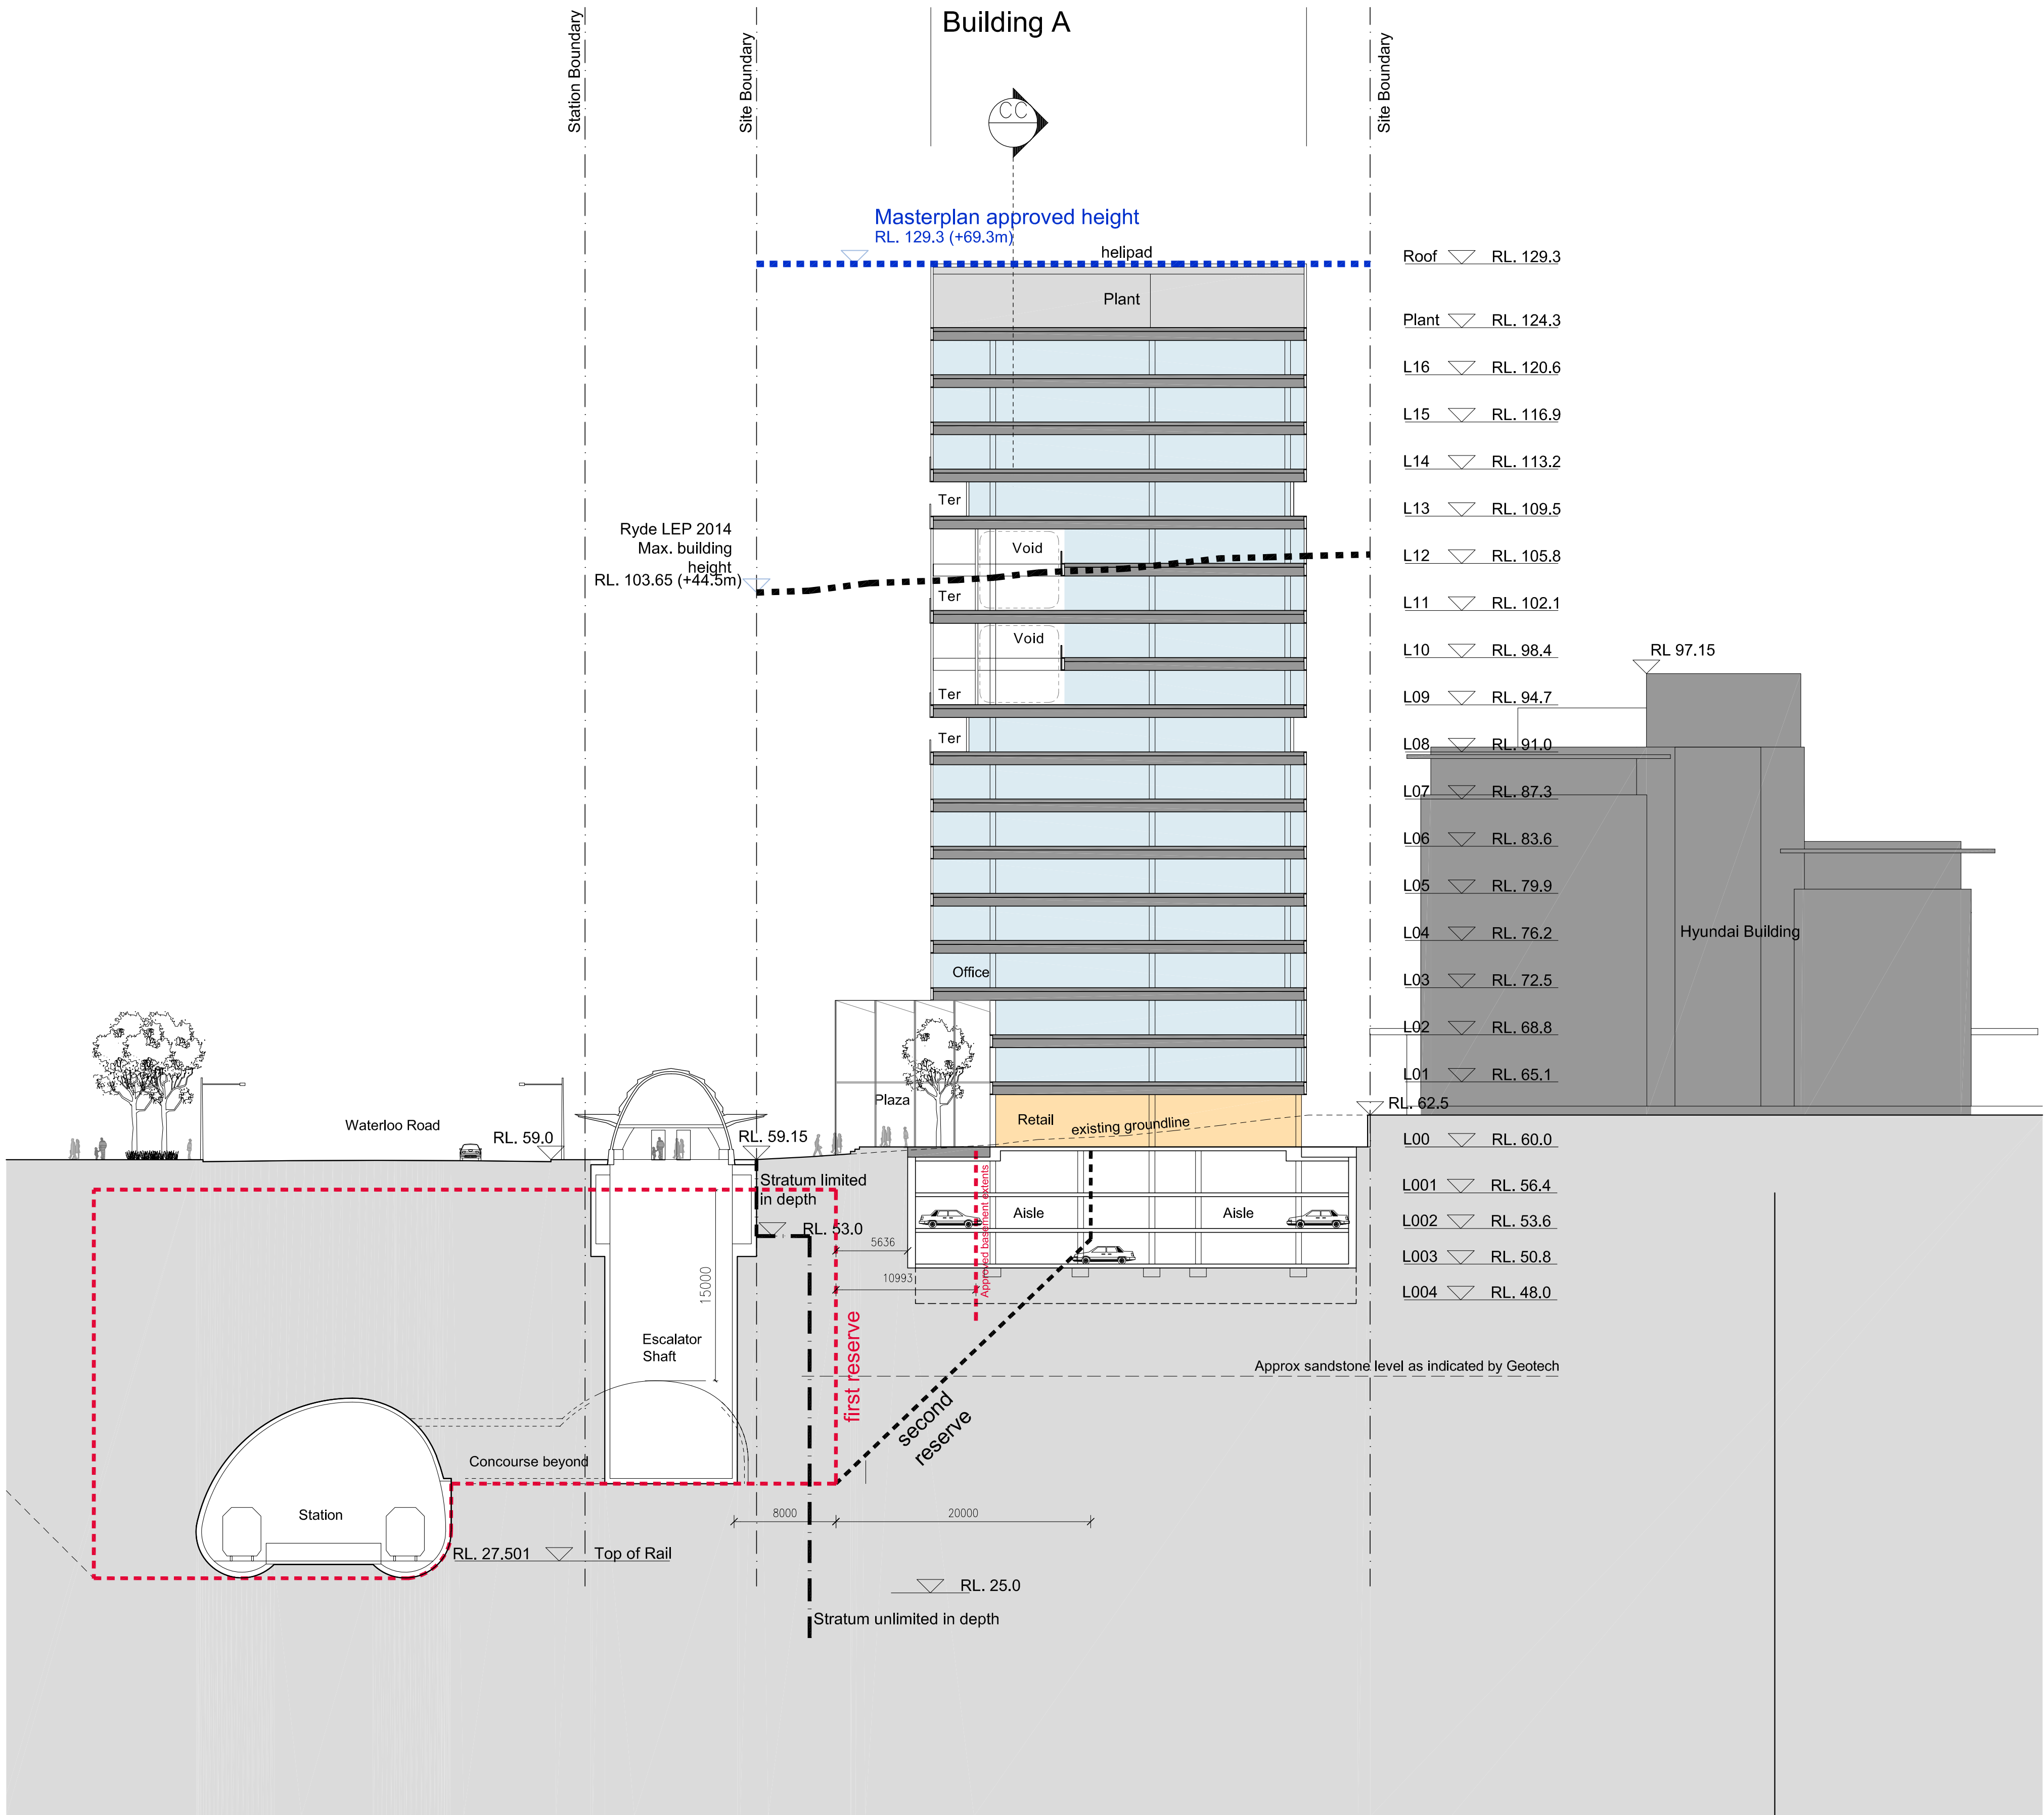 Building A
Station Boundary
Site Boundary
Site Boundary
CC
Masterplan approved height
RL. 129.3 (+69.3m)
helipad
Plant
Roof RL. 129.3
Plant RL. 124.3
L16 RL. 120.6
L15 RL. 116.9
L14 RL. 113.2
L13 RL. 109.5
L12 RL. 105.8
L11 RL. 102.1
L10 RL. 98.4
L09 RL. 94.7
L08 RL. 91.0
L07 RL. 87.3
L06 RL. 83.6
L05 RL. 79.9
L04 RL. 76.2
L03 RL. 72.5
L02 RL. 68.8
L01 RL. 65.1
RL. 62.5
L00 RL. 60.0
L001 RL. 56.4
L002 RL. 53.6
L003 RL. 50.8
L004 RL. 48.0
Ter
Ryde LEP 2014
Max. building
height
RL. 103.65 (+44.5m)
Void
Ter
Void
Ter
Ter
RL 97.15
Hyundai Building
Office
Plaza
Retail
existing groundline
Waterloo Road
RL. 59.0
RL. 59.15
Stratum limited
in depth
RL. 53.0
Aisle
Aisle
Approved basement extents
5636
10993
15000
Escalator
Shaft
first reserve
second
reserve
Approx sandstone level as indicated by Geotech
Concourse beyond
Station
8000
20000
RL. 27.501 Top of Rail
RL. 25.0
Stratum unlimited in depth